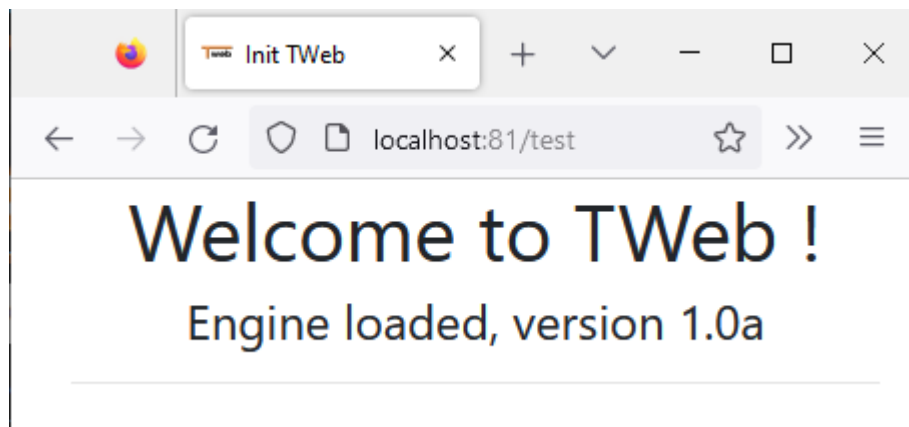 Tweb Init TWeb
localhost:81/test
Welcome to TWeb !
Engine loaded, version 1.0a